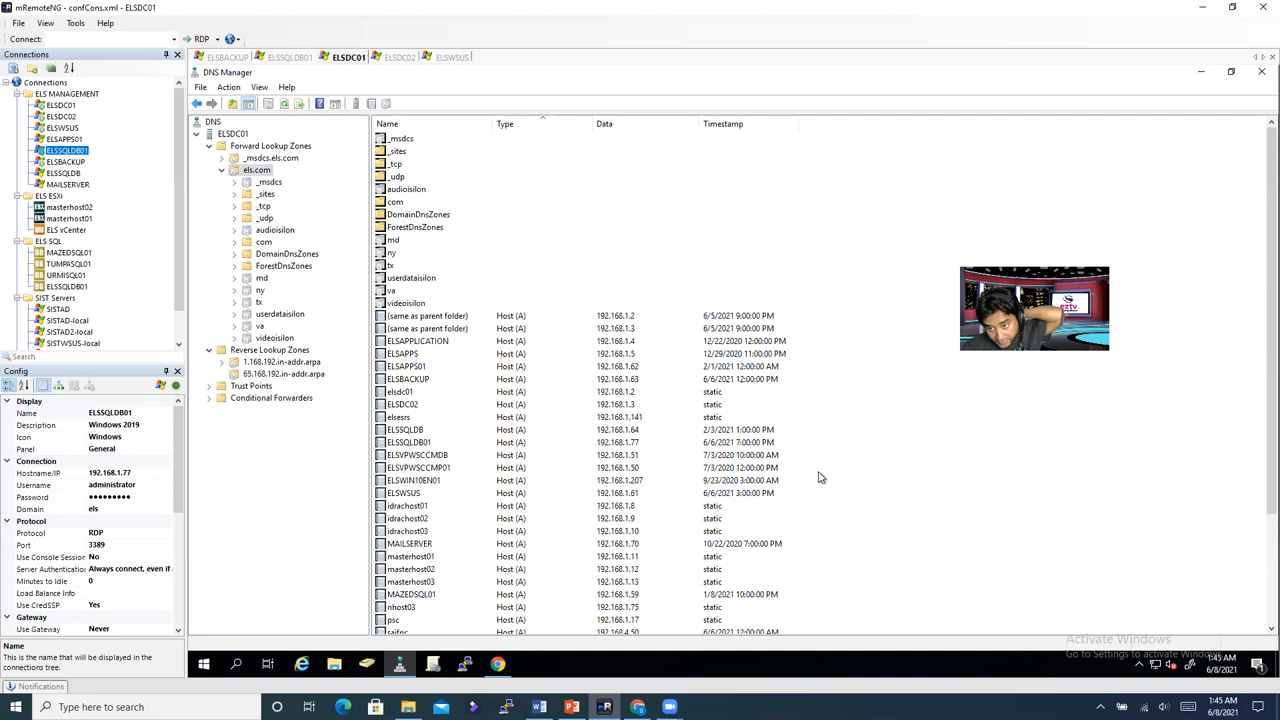 mRemoteNG - confCons.xml - ELSDC01
File View Tools Help
Connect: RDP
Connections
ELSBACKUP ELSSQLDB01 ELSDC01 ELSDC02 ELSWSUS
DNS Manager
File Action View Help
Connections
ELS MANAGEMENT
ELSDC01
ELSDC02
ELSWSUS
ELSAPPS01
ELSSQLDB01
ELSBACKUP
ELSSQLDB
MAILSERVER
ELS ESXi
masterhost02
masterhost01
ELS vCenter
ELS SQL
MAZEDSQL01
TUMPASQL01
URMISQL01
ELSSQLDB01
SIST Servers
SISTAD
SISTAD-local
SISTAD2-local
SISTWSUS-local
Search
Config
Display
Name ELSSQLDB01
Description Windows 2019
Icon Windows
Panel General
Connection
Hostname/IP 192.168.1.77
Username administrator
Password
Domain els
Protocol
Protocol RDP
Port 3389
Use Console Session No
Server Authentication Always connect, even if
Minutes to Idle 0
Load Balance Info
Use CredSSP Yes
Gateway
Use Gateway Never
Name
This is the name that will be displayed in the
connections tree.
Notifications
DNS
ELSDC01
Forward Lookup Zones
_msdcs.els.com
els.com
_msdcs
_sites
_tcp
_udp
audioisilon
com
DomainDnsZones
ForestDnsZones
md
ny
tx
userdataisilon
va
videoisilon
Reverse Lookup Zones
1.168.192.in-addr.arpa
65.168.192.in-addr.arpa
Trust Points
Conditional Forwarders
Name Type Data Timestamp
_msdcs
_sites
_tcp
_udp
audioisilon
com
DomainDnsZones
ForestDnsZones
md
ny
tx
userdataisilon
va
videoisilon
(same as parent folder) Host (A) 192.168.1.2 6/5/2021 9:00:00 PM
(same as parent folder) Host (A) 192.168.1.3 6/5/2021 9:00:00 PM
ELSAPPLICATION Host (A) 192.168.1.4 12/22/2020 12:00:00 PM
ELSAPPS Host (A) 192.168.1.5 12/29/2020 11:00:00 PM
ELSAPPS01 Host (A) 192.168.1.62 2/1/2021 12:00:00 AM
ELSBACKUP Host (A) 192.168.1.63 6/6/2021 12:00:00 PM
elsdc01 Host (A) 192.168.1.2 static
ELSDC02 Host (A) 192.168.1.3 static
elsesrs Host (A) 192.168.1.141 static
ELSSQLDB Host (A) 192.168.1.64 2/3/2021 1:00:00 PM
ELSSQLDB01 Host (A) 192.168.1.77 6/6/2021 7:00:00 PM
ELSVPWSCCMDB Host (A) 192.168.1.51 7/3/2020 10:00:00 AM
ELSVPWSCCMP01 Host (A) 192.168.1.50 7/3/2020 12:00:00 PM
ELSWIN10EN01 Host (A) 192.168.1.207 9/23/2020 3:00:00 AM
ELSWSUS Host (A) 192.168.1.61 6/6/2021 3:00:00 PM
idrachost01 Host (A) 192.168.1.8 static
idrachost02 Host (A) 192.168.1.9 static
idrachost03 Host (A) 192.168.1.10 static
MAILSERVER Host (A) 192.168.1.70 10/22/2020 7:00:00 PM
masterhost01 Host (A) 192.168.1.11 static
masterhost02 Host (A) 192.168.1.12 static
masterhost03 Host (A) 192.168.1.13 static
MAZEDSQL01 Host (A) 192.168.1.59 1/8/2021 10:00:00 PM
nhost03 Host (A) 192.168.1.75 static
psc Host (A) 192.168.1.17 static
saifpc Host (A) 192.168.4.50 6/6/2021 12:00:00 AM
eztv
Activate Windows
Go to Settings to activate Windows.
1:45 AM
6/8/2021
Type here to search
1:45 AM
6/8/2021